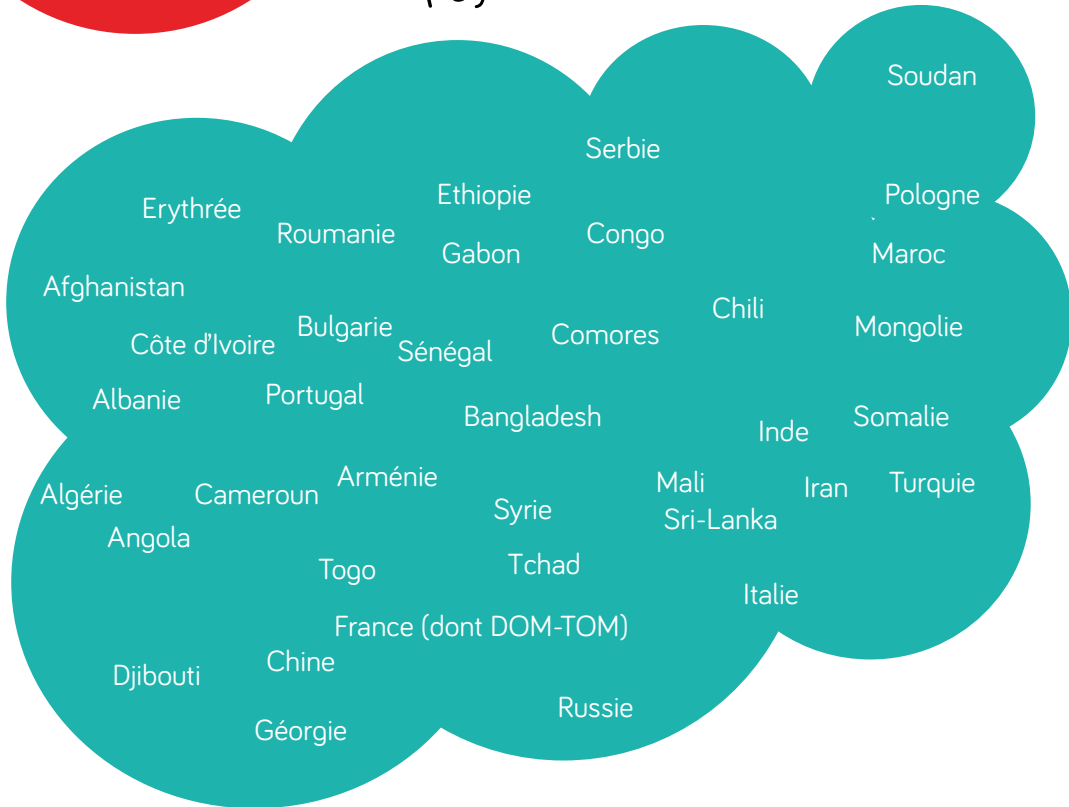 Soudan
Serbie
Ethiopie
Pologne
Erythrée
Roumanie
Congo
Gabon
Maroc
Afghanistan
Chili
Bulgarie
Mongolie
Comores
Côte d'Ivoire
Sénégal
Portugal
Albanie
Bangladesh
Somalie
Inde
Arménie
Mali
Turquie
Iran
Algérie
Cameroun
Syrie
Sri-Lanka
Angola
Tchad
Togo
Italie
France (dont DOM-TOM)
Chine
Djibouti
Russie
Géorgie